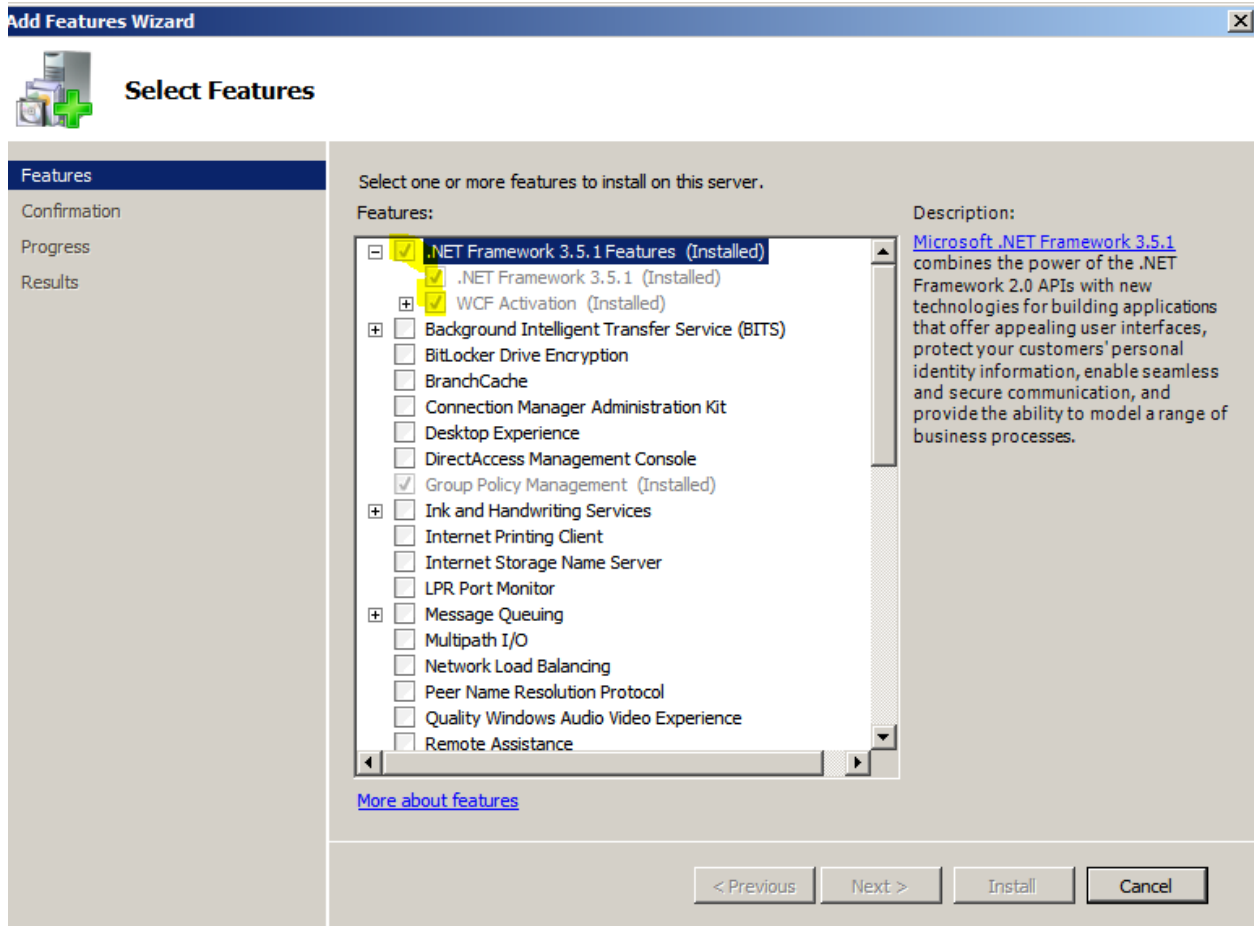 Add Features Wizard
Select Features
Features
Confirmation
Progress
Results
Select one or more features to install on this server.
Features:
.NET Framework 3.5.1 Features (Installed)
.NET Framework 3.5.1 (Installed)
WCF Activation (Installed)
Background Intelligent Transfer Service (BITS)
BitLocker Drive Encryption
BranchCache
Connection Manager Administration Kit
Desktop Experience
DirectAccess Management Console
Group Policy Management (Installed)
Ink and Handwriting Services
Internet Printing Client
Internet Storage Name Server
LPR Port Monitor
Message Queuing
Multipath I/O
Network Load Balancing
Peer Name Resolution Protocol
Quality Windows Audio Video Experience
Remote Assistance
More about features
Description:
Microsoft .NET Framework 3.5.1
combines the power of the .NET
Framework 2.0 APIs with new
technologies for building applications
that offer appealing user interfaces,
protect your customers' personal
identity information, enable seamless
and secure communication, and
provide the ability to model a range of
business processes.
< Previous
Next >
Install
Cancel